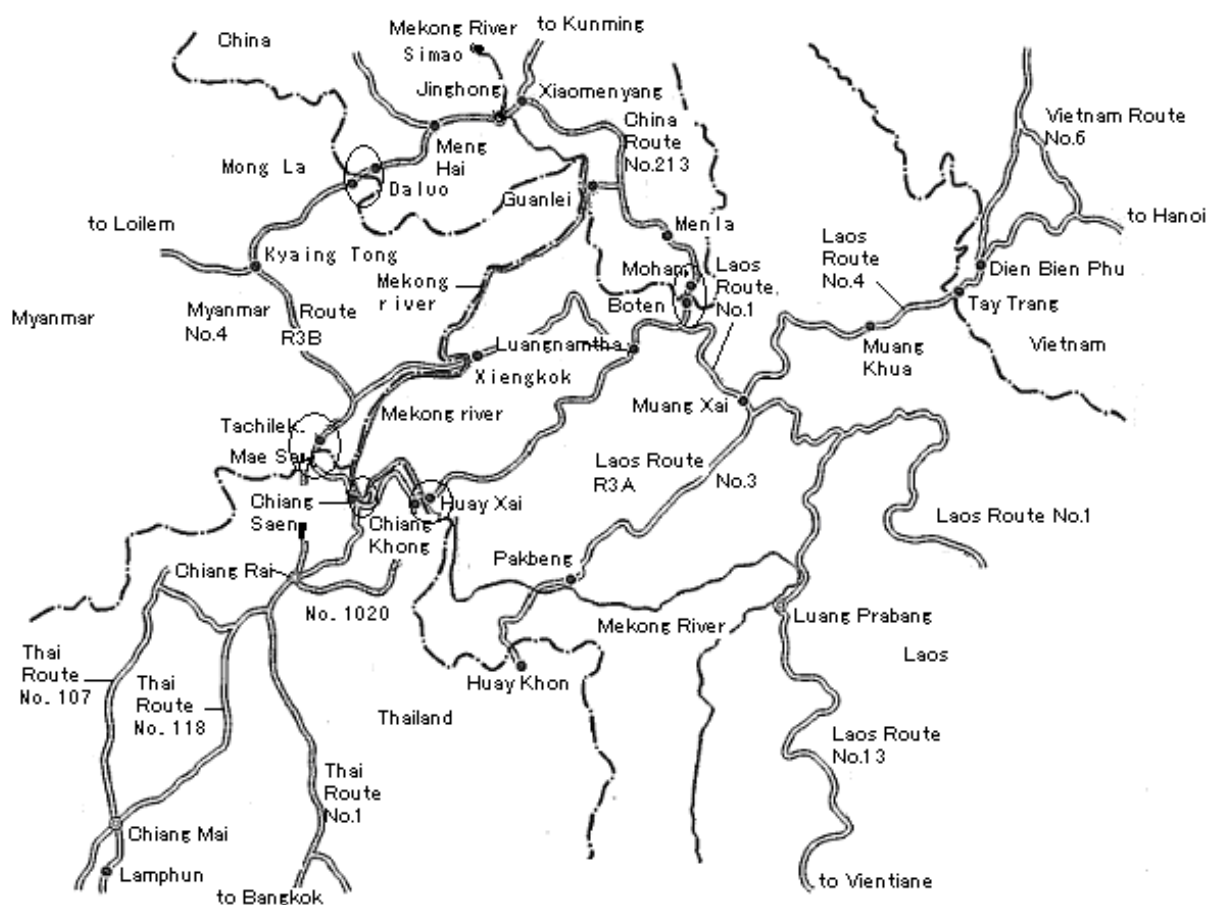 China
Mekong River
to Kunming
Simao
Jinghong
Xiaomenyang
Meng
Hai
China
Route
No.213
Vietnam Route
No.6
Mong La
Daluo
Guanlei
Menla
to Loilem
Kyaing Tong
to Hanoi
Laos
Route
No.4
Dien Bien Phu
Moham
Laos
Route,
No.1
Boten
Tay Trang
Mekong
river
Myanmar
Myanmar
No.4
Route
R3B
Vietnam
Muang
Khua
Luangnamtha
Xiengkok
Muang Xai
Mekong river
Tachilek
Mae Sai
Laos Route
R3A
No.3
Chiang
Saen
Huay Xai
Chiang
Khong
Laos Route No.1
Chiang Rai
Pakbeng
No. 1020
Mekong River
Luang Prabang
Laos
Thai
Route
No. 107
Thai
Route
No. 118
Huay Khon
Thailand
Laos Route
No.13
Thai
Route
No.1
Chiang Mai
Lamphun
to Bangkok
to Vientiane